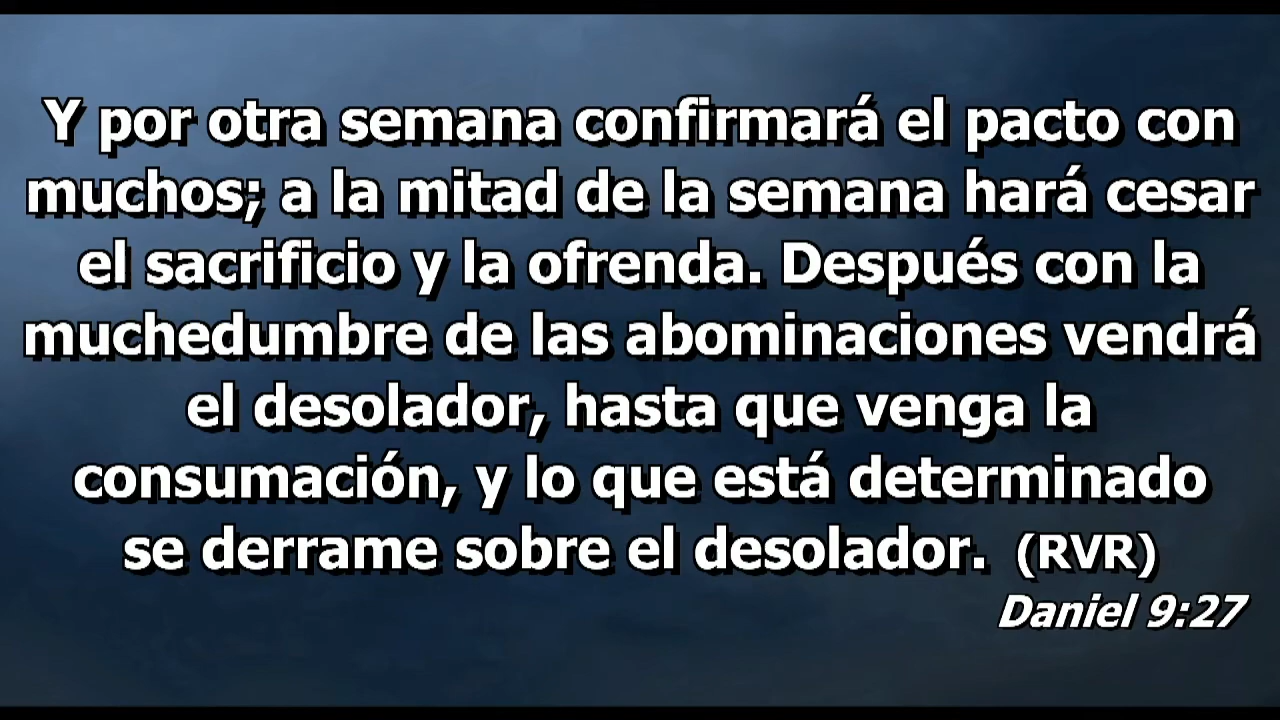 Y por otra semana confirmará el pacto con
muchos; a la mitad de la semana hará cesar
el sacrificio y la ofrenda. Después con la
muchedumbre de las abominaciones vendrá
el desolador, hasta que venga la
consumación, y lo que está determinado
se derrame sobre el desolador. (RVR)
Daniel 9:27